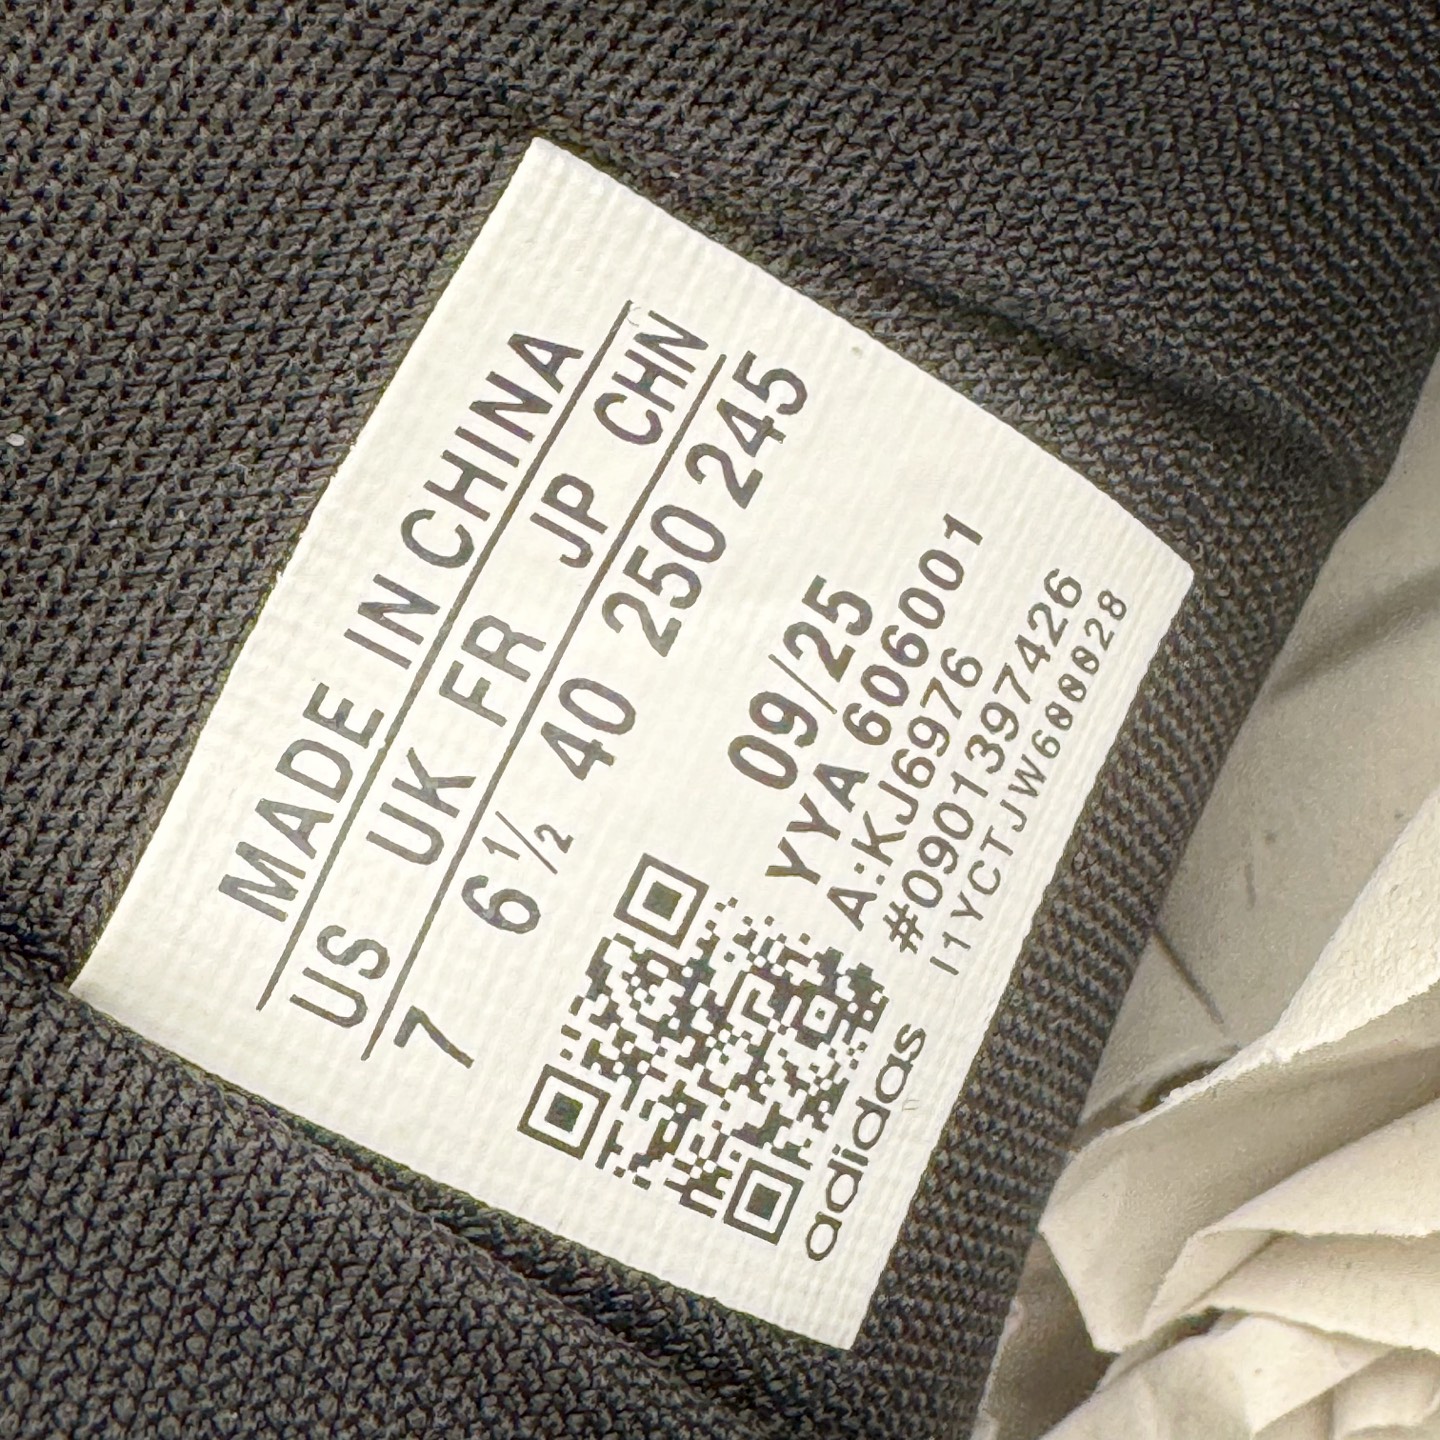 MADE IN CHINA
US UK FR JP CHN
7 6½ 40 250 245
09/25
YYA 606001
A:KJ6976
#0901397426
I1YCTJJW688828
adidas